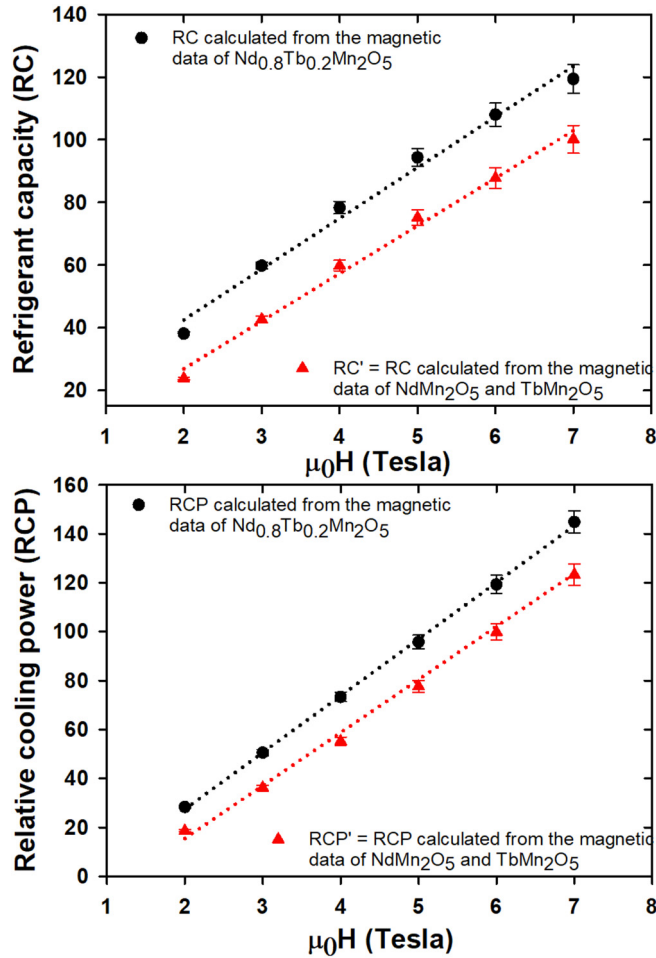 Refrigerant capacity (RC)
RC calculated from the magnetic
data of Nd0.8Tb0.2Mn2O5
140
120
100
80
60
40
20
RC' = RC calculated from the magnetic
data of NdMn2O5 and TbMn2O5
1 2 3 4 5 6 7 8
μ0H (Tesla)
Relative cooling power (RCP)
RCP calculated from the magnetic
data of Nd0.8Tb0.2Mn2O5
160
140
120
100
80
60
40
20
0
RCP' = RCP calculated from the magnetic
data of NdMn2O5 and TbMn2O5
1 2 3 4 5 6 7 8
μ0H (Tesla)